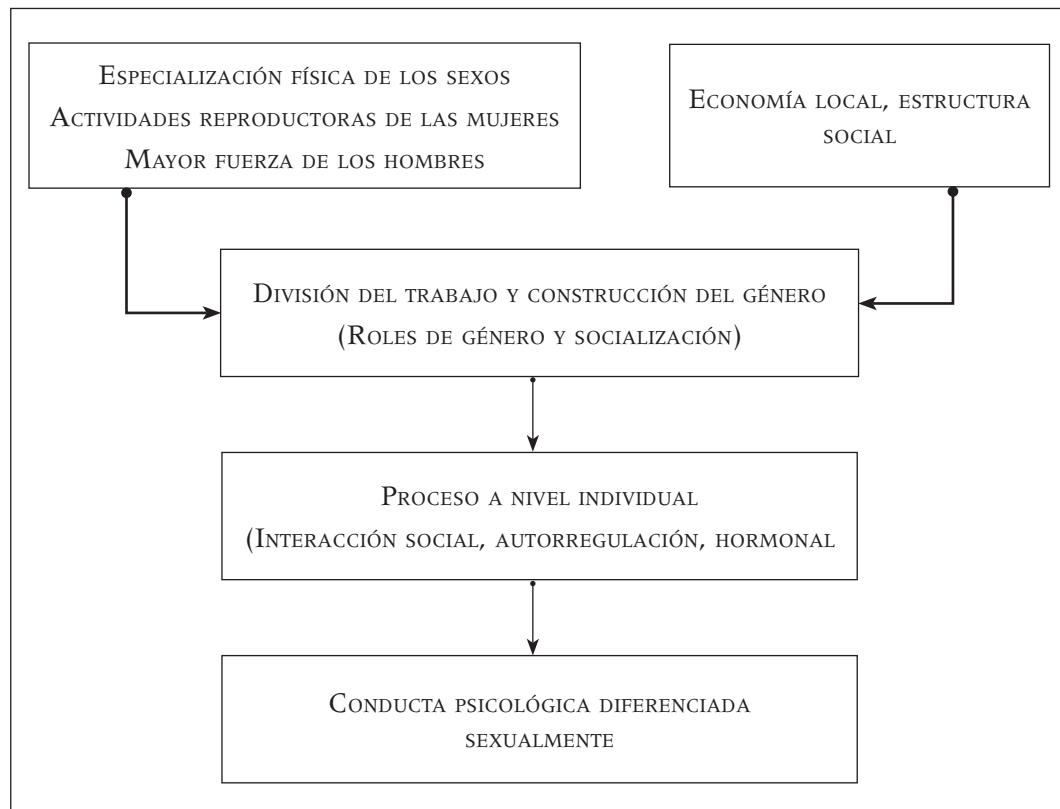 Especialización física de los sexos
Actividades reproductoras de las mujeres
Mayor fuerza de los hombres
Economía local, estructura
social
División del trabajo y construcción del género
(Roles de género y socialización)
Proceso a nivel individual
(Interacción social, autorregulación, hormonal
Conducta psicológica diferenciada
sexualmente